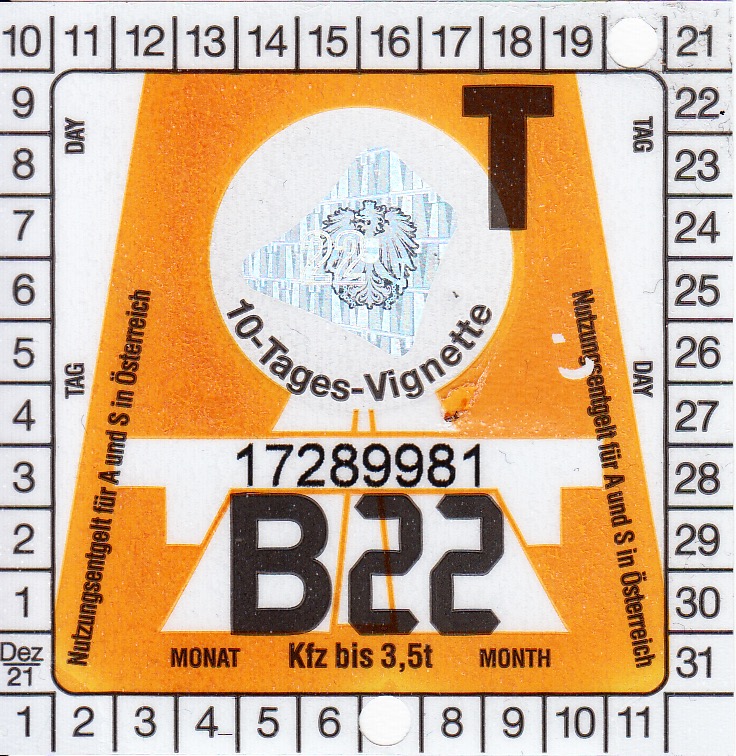 10 11 12 13 14 15 16 17 18 19 21
9 22
8 23
7 24
6 25
5 26
4 27
3 28
2 29
1 30
Dez
21
31
1 2 3 4 5 6 8 9 10 11
DAY
TAG
T
22
10-Tages-Vignette
TAG
DAY
Nutzungsentgelt für A und S in Österreich
Nutzungsentgelt für A und S in Österreich
17289981
B22
MONAT Kfz bis 3,5t MONTH